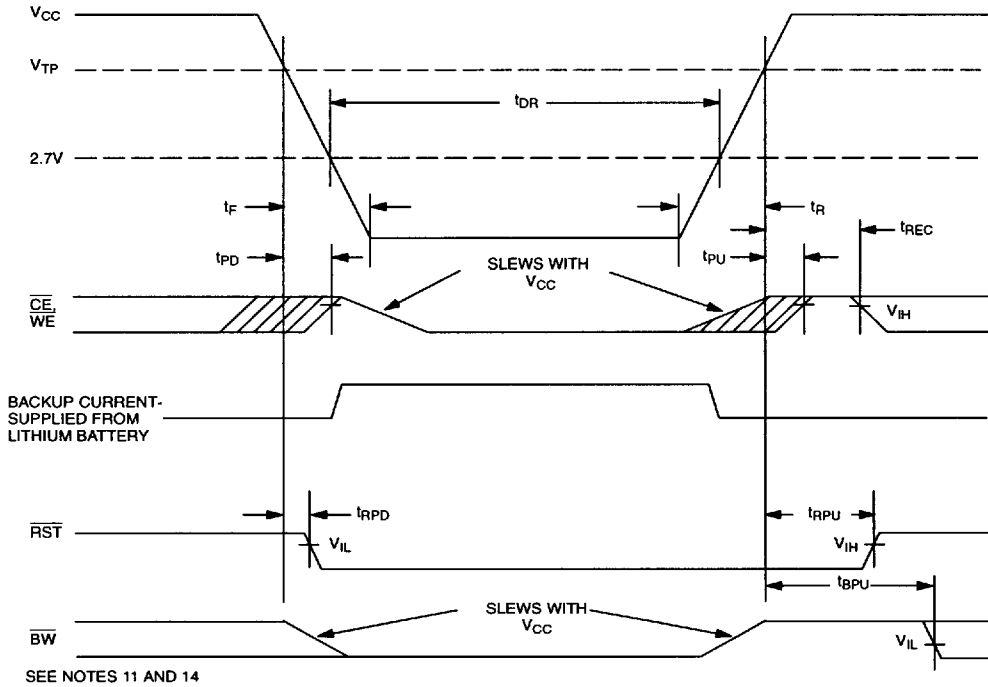 VCC
VTP
tDR
2.7V
tF
tR
tREC
tPD
tPU
SLEWS WITH
VCC
CE,
WE
VIH
BACKUP CURRENT-
SUPPLIED FROM
LITHIUM BATTERY
tRPD
tRPU
RST
VIL
VIH
tBPU
SLEWS WITH
VCC
BW
VIL
SEE NOTES 11 AND 14